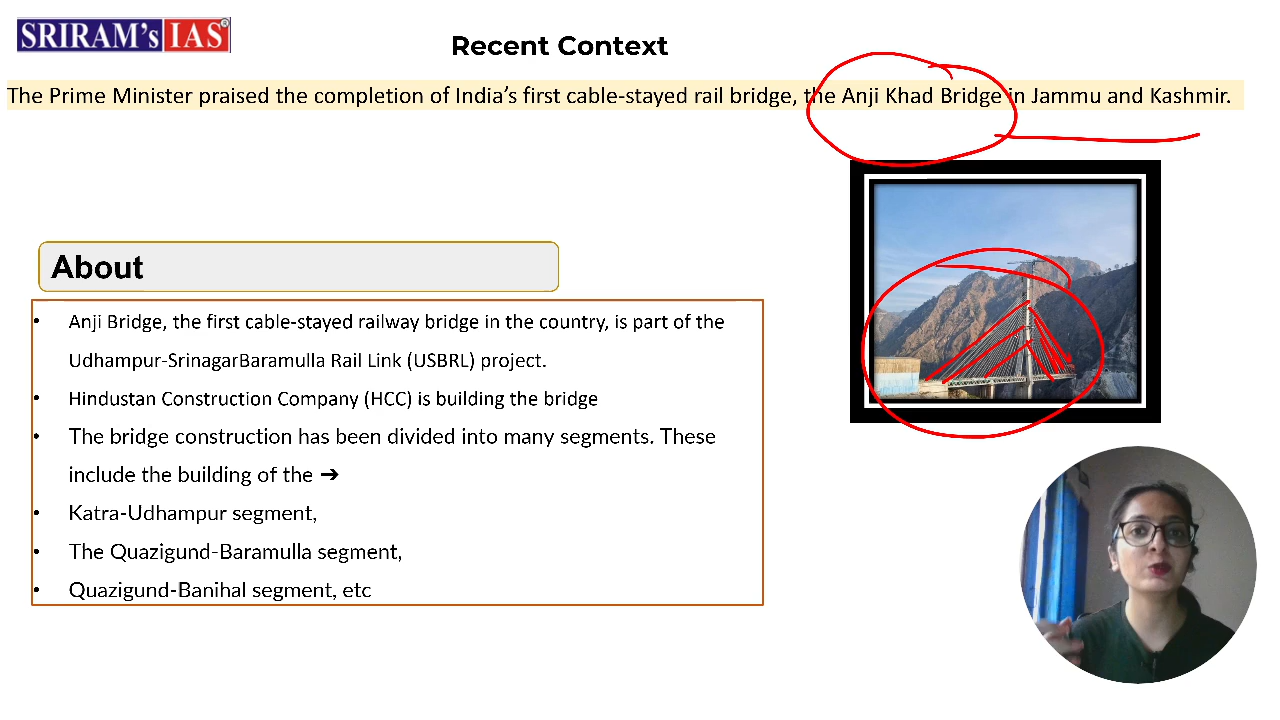 SRIRAM's IAS®
Recent Context
The Prime Minister praised the completion of India’s first cable-stayed rail bridge, the Anji Khad Bridge in Jammu and Kashmir.
About
• Anji Bridge, the first cable-stayed railway bridge in the country, is part of the
Udhampur-SrinagarBaramulla Rail Link (USBRL) project.
• Hindustan Construction Company (HCC) is building the bridge
• The bridge construction has been divided into many segments. These
include the building of the ➔
• Katra-Udhampur segment,
• The Quazigund-Baramulla segment,
• Quazigund-Banihal segment, etc